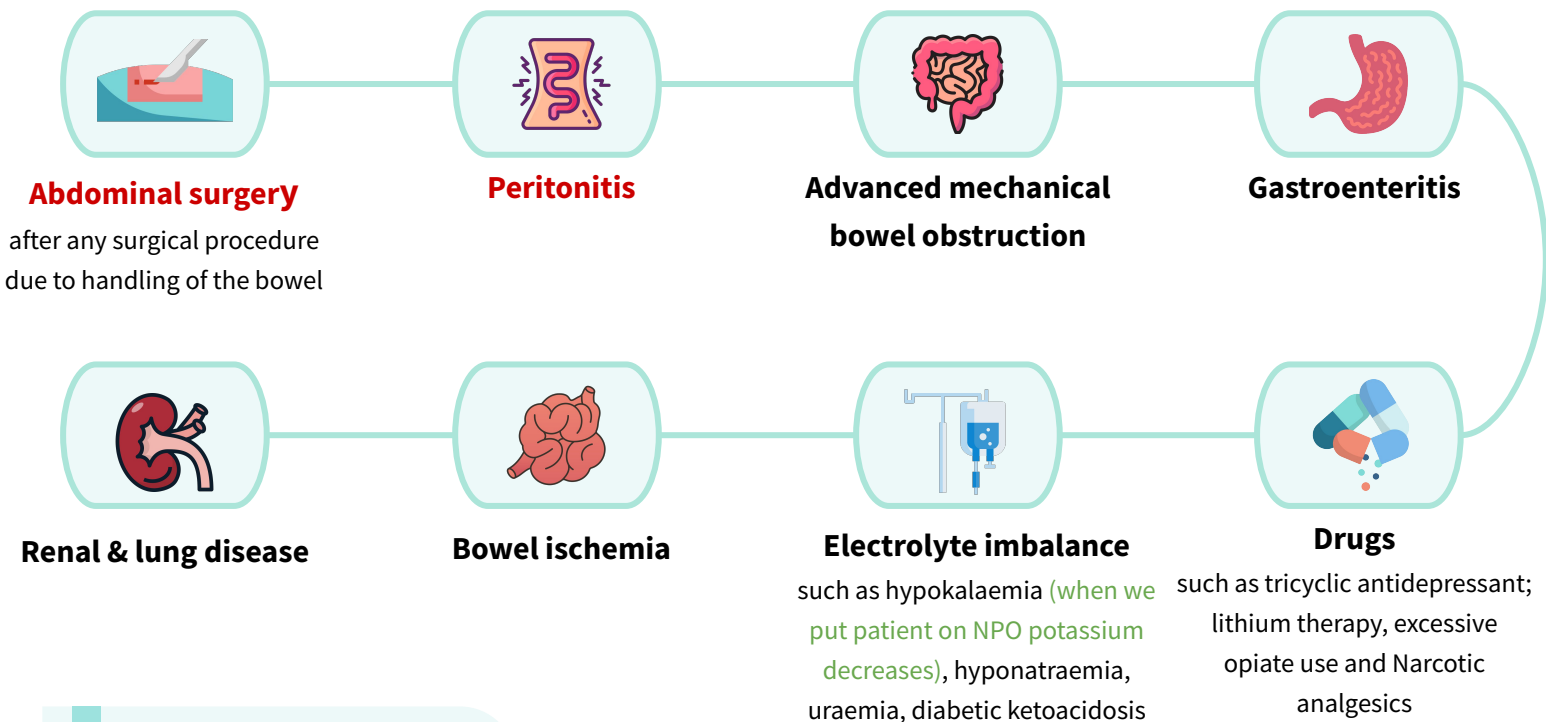 Abdominal surgery
after any surgical procedure
due to handling of the bowel
Peritonitis
Advanced mechanical
bowel obstruction
Gastroenteritis
Renal & lung disease
Bowel ischemia
Electrolyte imbalance
such as hypokalaemia (when we
put patient on NPO potassium
decreases), hyponatraemia,
uraemia, diabetic ketoacidosis
Drugs
such as tricyclic antidepressant;
lithium therapy, excessive
opiate use and Narcotic
analgesics